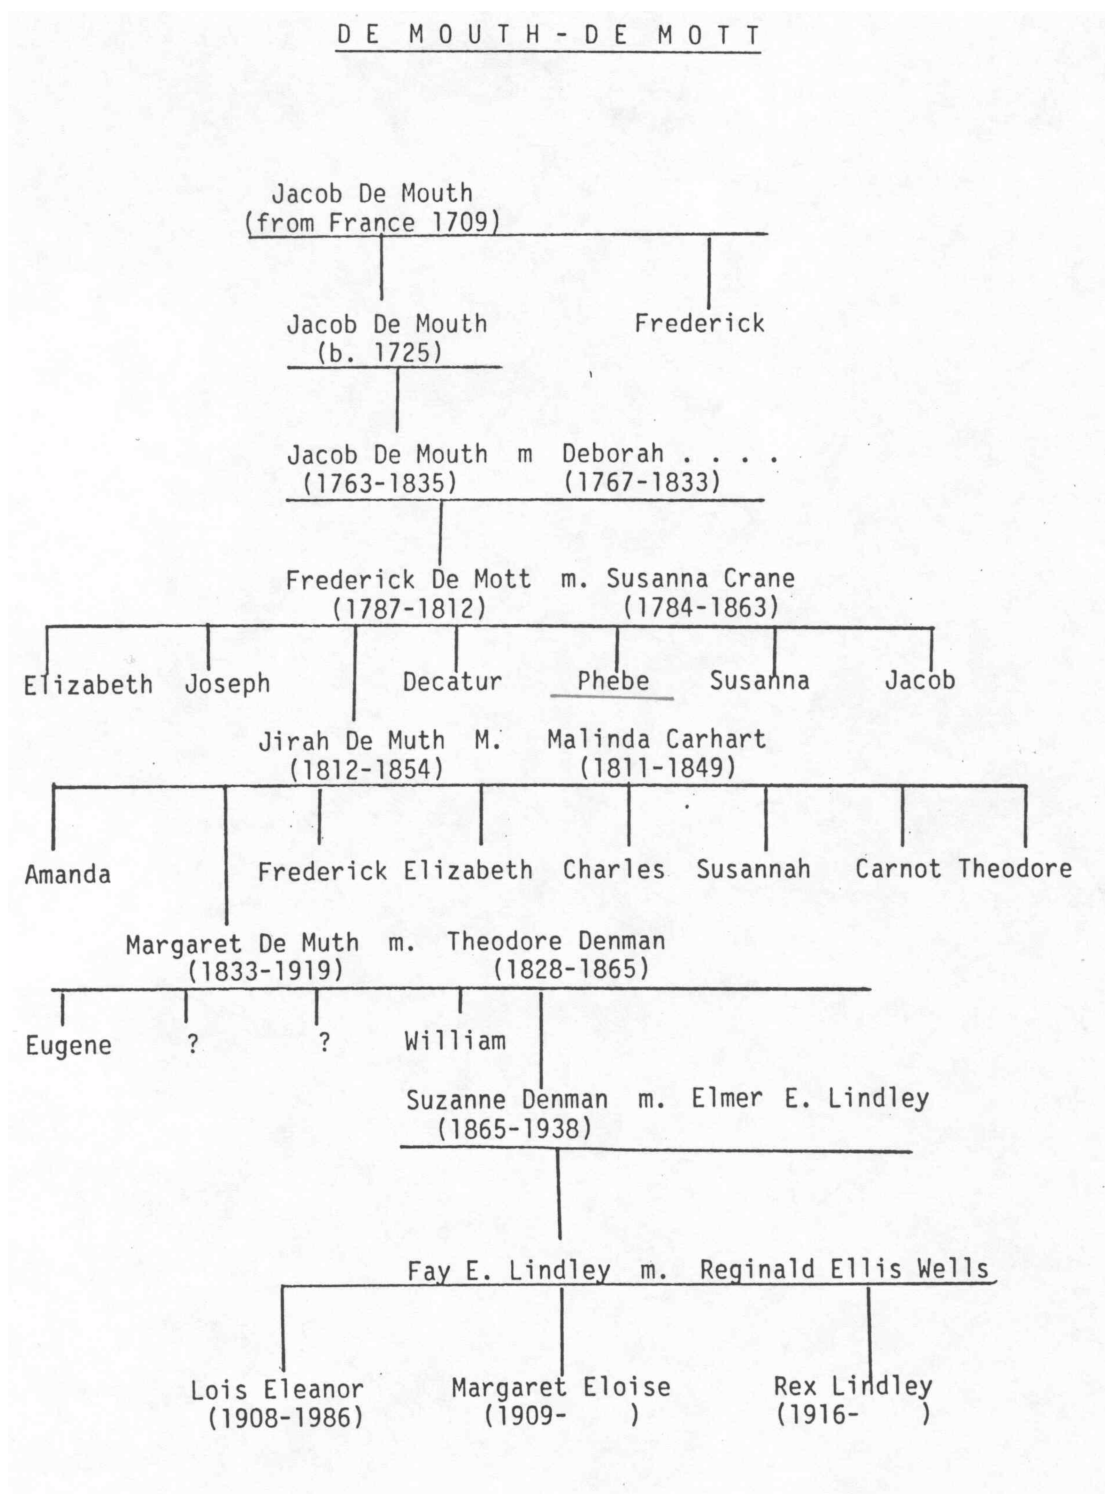 DE MOUTH-DE MOTT
Jacob De Mouth
(from France 1709)
Jacob De Mouth Frederick
(b. 1725)
Jacob De Mouth m Deborah . . . .
(1763-1835) (1767-1833)
Frederick De Mott m. Susanna Crane
(1787-1812) (1784-1863)
Elizabeth Joseph Decatur Phebe Susanna Jacob
Jirah De Muth M. Malinda Carhart
(1812-1854) (1811-1849)
Amanda Frederick Elizabeth Charles Susannah Carnot Theodore
Margaret De Muth m. Theodore Denman
(1833-1919) (1828-1865)
Eugene ? ? William
Suzanne Denman m. Elmer E. Lindley
(1865-1938)
Fay E. Lindley m. Reginald Ellis Wells
Lois Eleanor Margaret Eloise Rex Lindley
(1908-1986) (1909- ) (1916- )